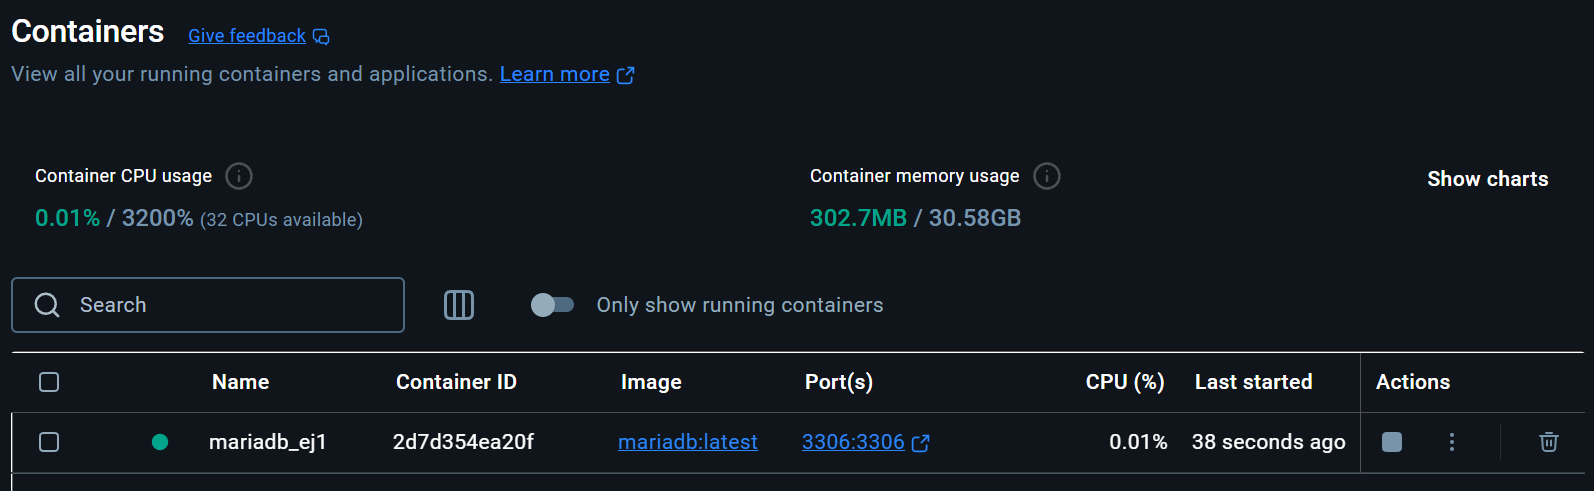 Containers Give feedback
View all your running containers and applications. Learn more
Container CPU usage
0.01% / 3200% (32 CPUs available)
Container memory usage
302.7MB / 30.58GB
Show charts
Search
Only show running containers
Name Container ID Image Port(s) CPU (%) Last started Actions
mariadb_ej1 2d7d354ea20f mariadb:latest 3306:3306 0.01% 38 seconds ago